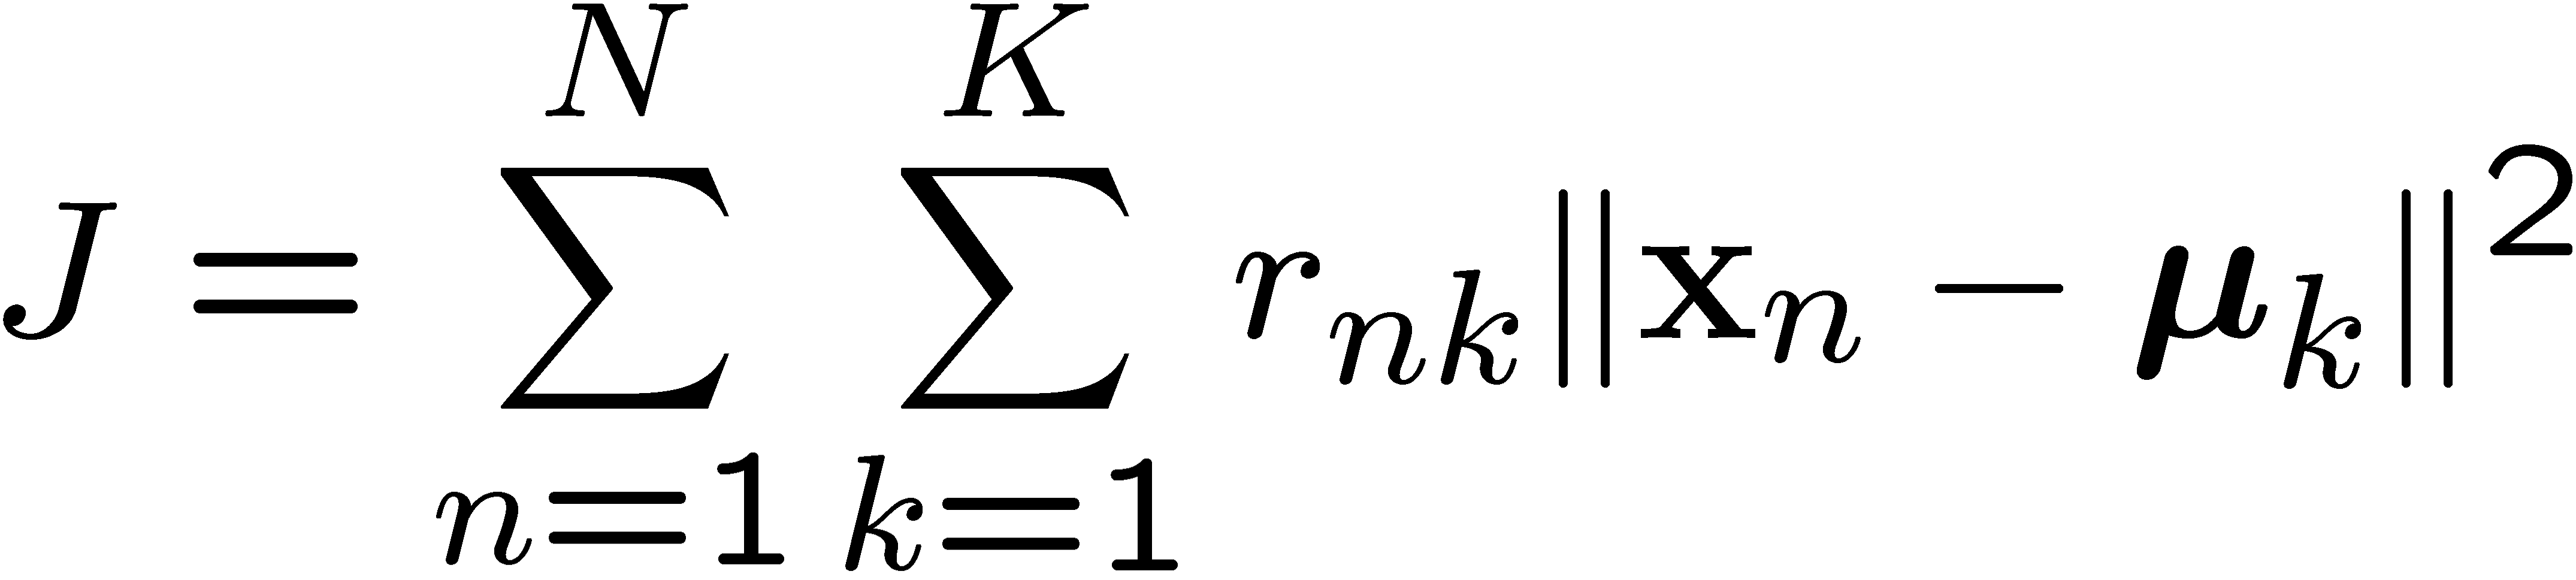 J = \sum_{n=1}^{N} \sum_{k=1}^{K} r_{nk} \|\mathbf{x}_n - \boldsymbol{\mu}_k\|^2